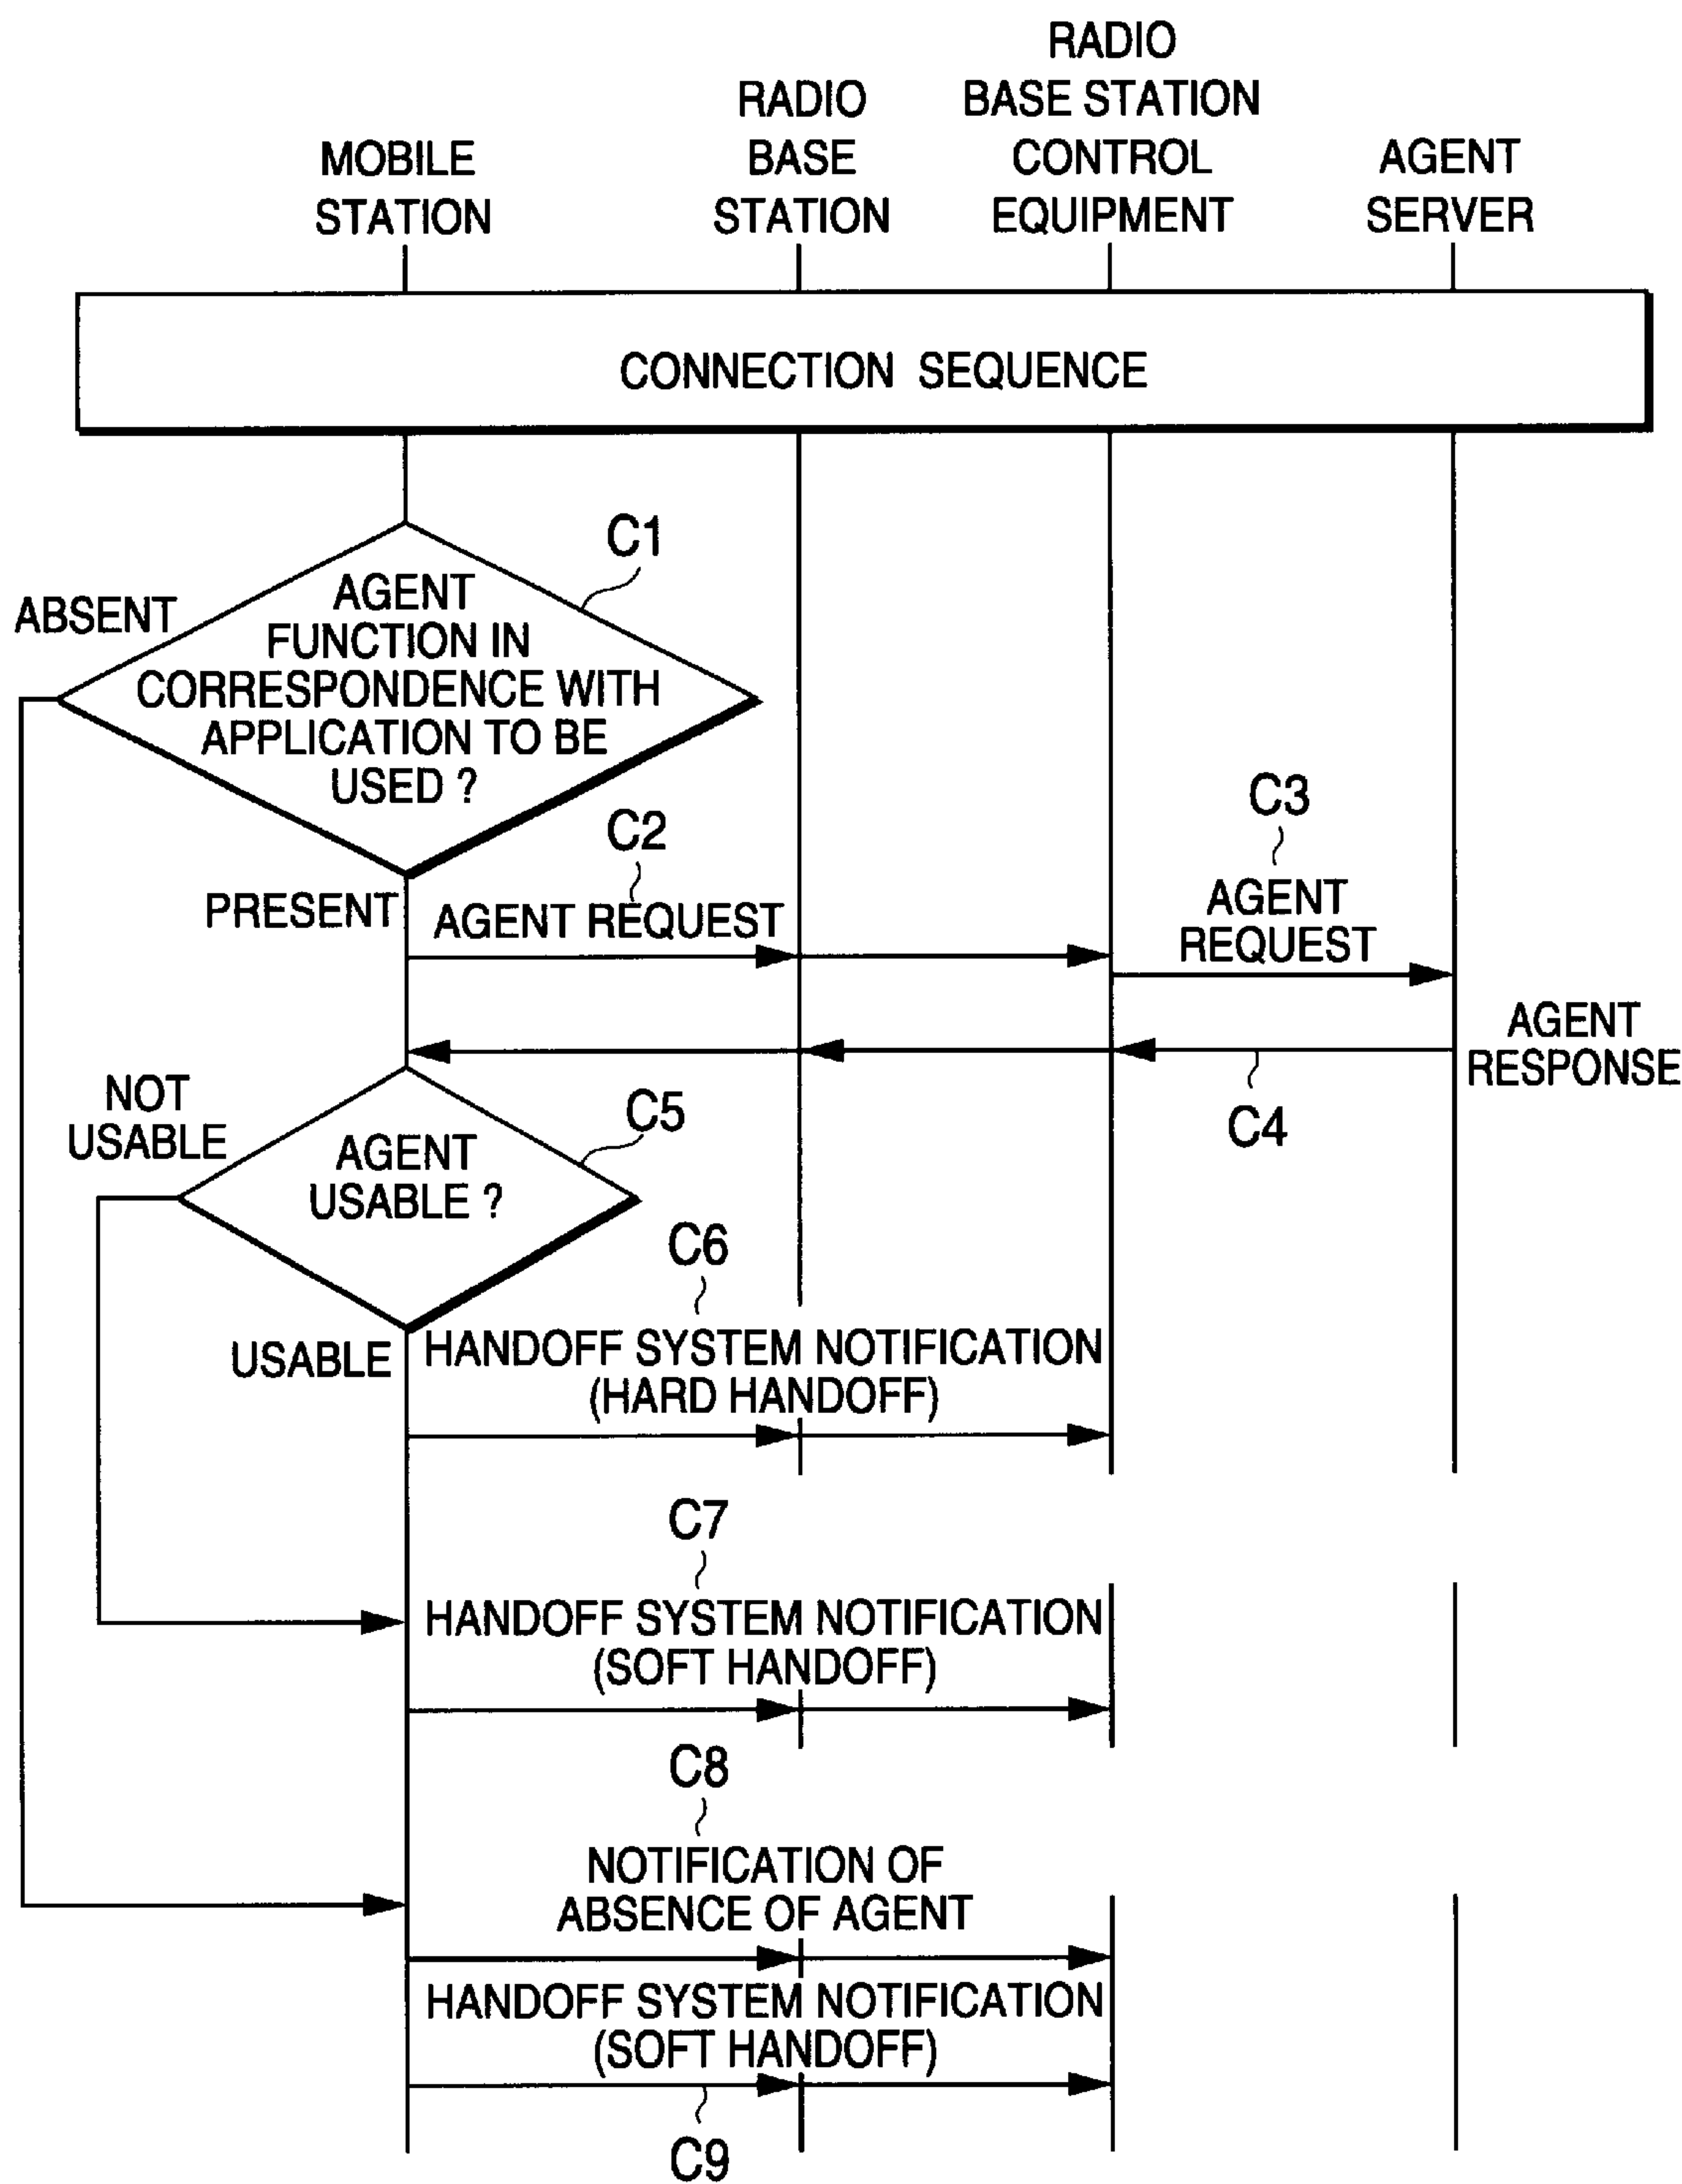 MOBILE
STATION
RADIO
BASE
STATION
RADIO
BASE STATION
CONTROL
EQUIPMENT
AGENT
SERVER
CONNECTION SEQUENCE
C1
ABSENT
AGENT
FUNCTION IN
CORRESPONDENCE WITH
APPLICATION TO BE
USED ?
PRESENT
C2
AGENT REQUEST
C3
AGENT
REQUEST
AGENT
RESPONSE
C4
NOT
USABLE
C5
AGENT
USABLE ?
USABLE
C6
HANDOFF SYSTEM NOTIFICATION
(HARD HANDOFF)
C7
HANDOFF SYSTEM NOTIFICATION
(SOFT HANDOFF)
C8
NOTIFICATION OF
ABSENCE OF AGENT
HANDOFF SYSTEM NOTIFICATION
(SOFT HANDOFF)
C9